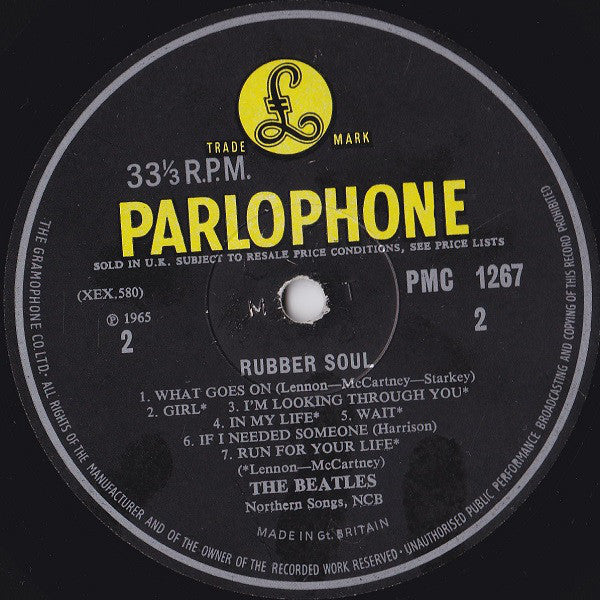 £
TRADE MARK
33⅓ R.P.M.
PARLOPHONE
SOLD IN U.K. SUBJECT TO RESALE PRICE CONDITIONS, SEE PRICE LISTS
(XEX.580)
PMC 1267
℗ 1965
2
2
RUBBER SOUL
1. WHAT GOES ON (Lennon—McCartney—Starkey)
2. GIRL* 3. I'M LOOKING THROUGH YOU*
4. IN MY LIFE* 5. WAIT*
6. IF I NEEDED SOMEONE (Harrison)
7. RUN FOR YOUR LIFE*
(*Lennon—McCartney)
THE BEATLES
Northern Songs, NCB
MADE IN Gt. BRITAIN
THE GRAMOPHONE CO. LTD. ALL RIGHTS OF THE MANUFACTURER AND OF THE OWNER OF THE RECORDED WORK RESERVED · UNAUTHORISED PUBLIC PERFORMANCE BROADCASTING AND COPYING OF THIS RECORD PROHIBITED